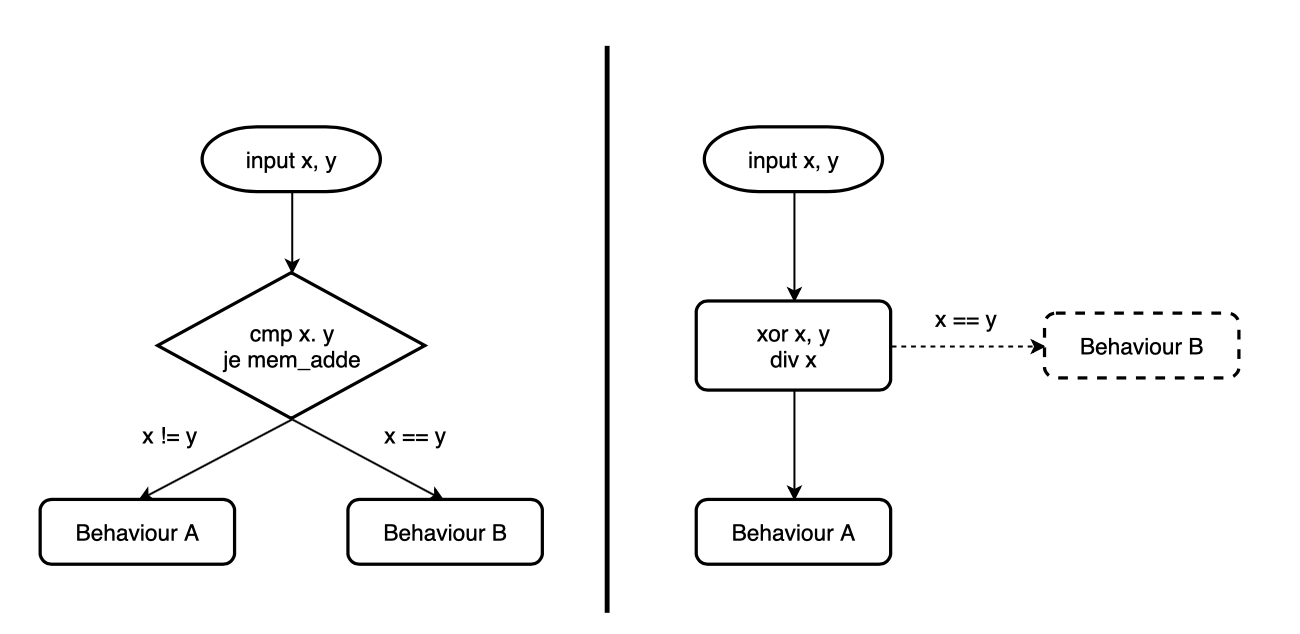 input x, y
cmp x. y
je mem_adde
x != y
x == y
Behaviour A
Behaviour B
input x, y
xor x, y
div x
x == y
Behaviour B
Behaviour A